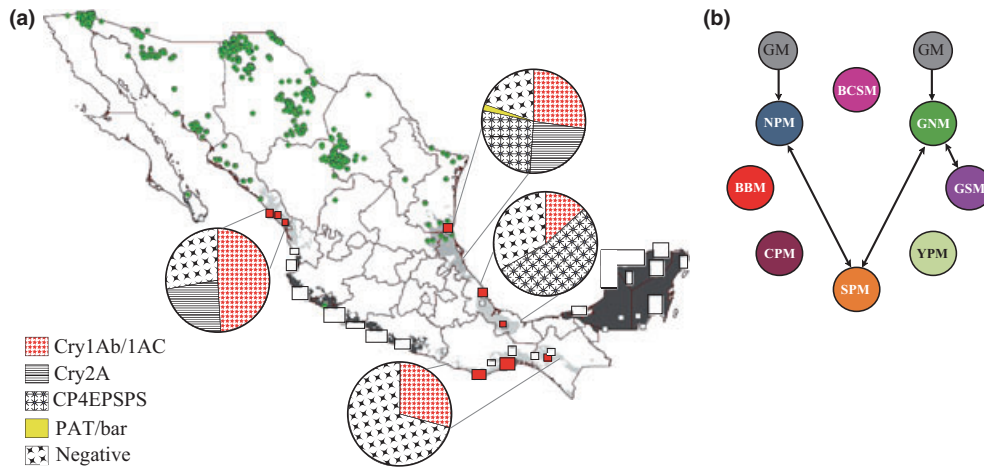 (a)
Cry1Ab/1AC
Cry2A
CP4EPSPS
PAT/bar
Negative
(b)
GM
GM
BCSM
NPM
GNM
BBM
GSM
CPM
YPM
SPM